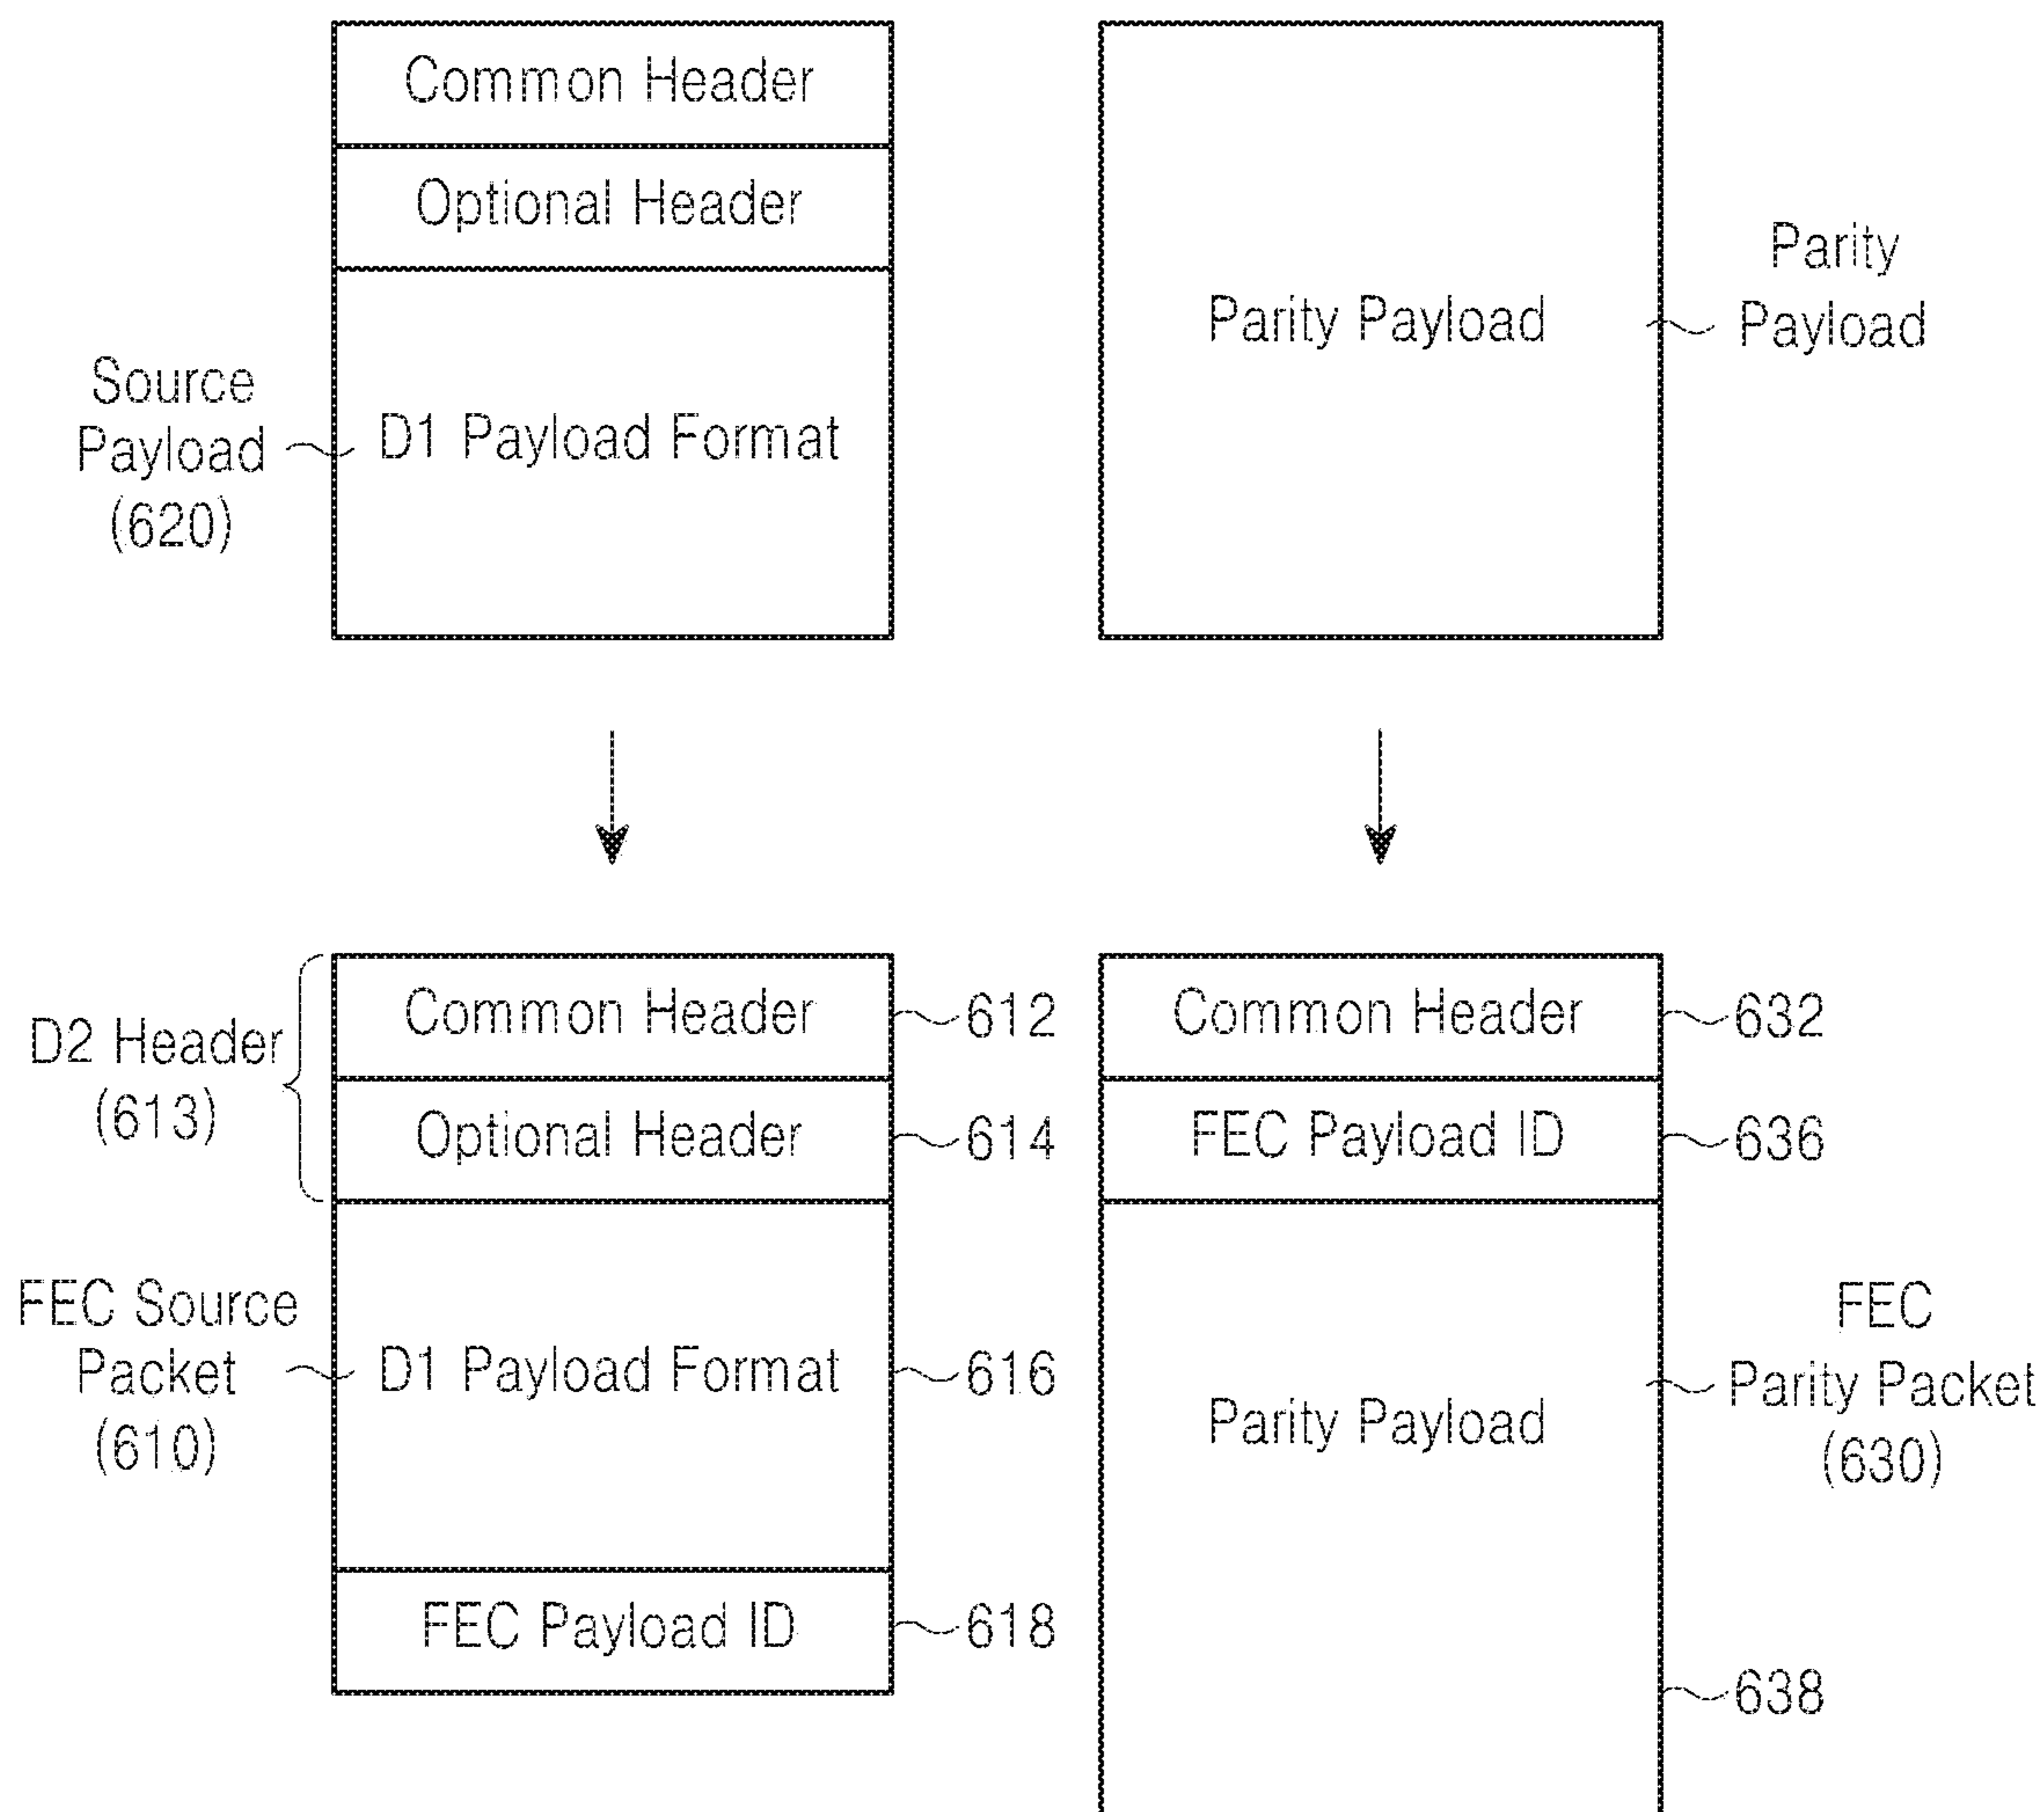 Common Header
Optional Header
Source
Payload
(620)
D1 Payload Format
Parity Payload
Parity
Payload
D2 Header
(613)
Common Header
612
Optional Header
614
FEC Source
Packet
(610)
D1 Payload Format
616
FEC Payload ID
618
Common Header
632
FEC Payload ID
636
Parity Payload
FEC
Parity Packet
(630)
638